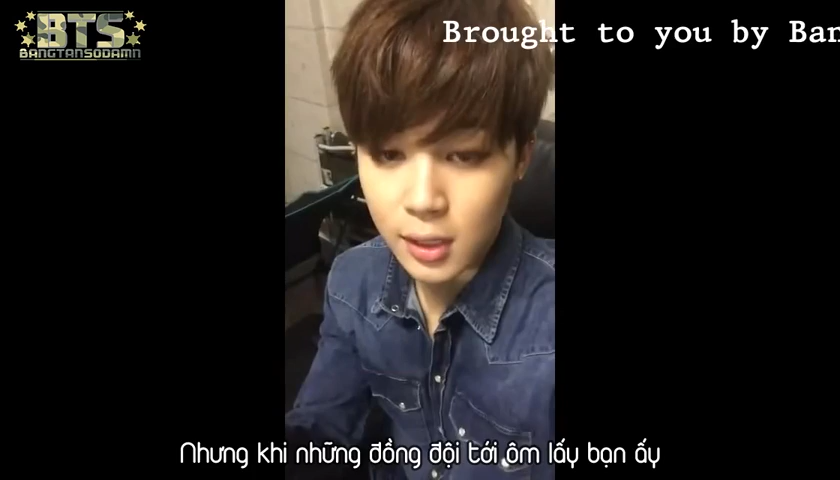 BTS
BANGTANSODAMN
Brought to you by Ban
Nhưng khi những đồng đội tới ôm lấy bạn ấy